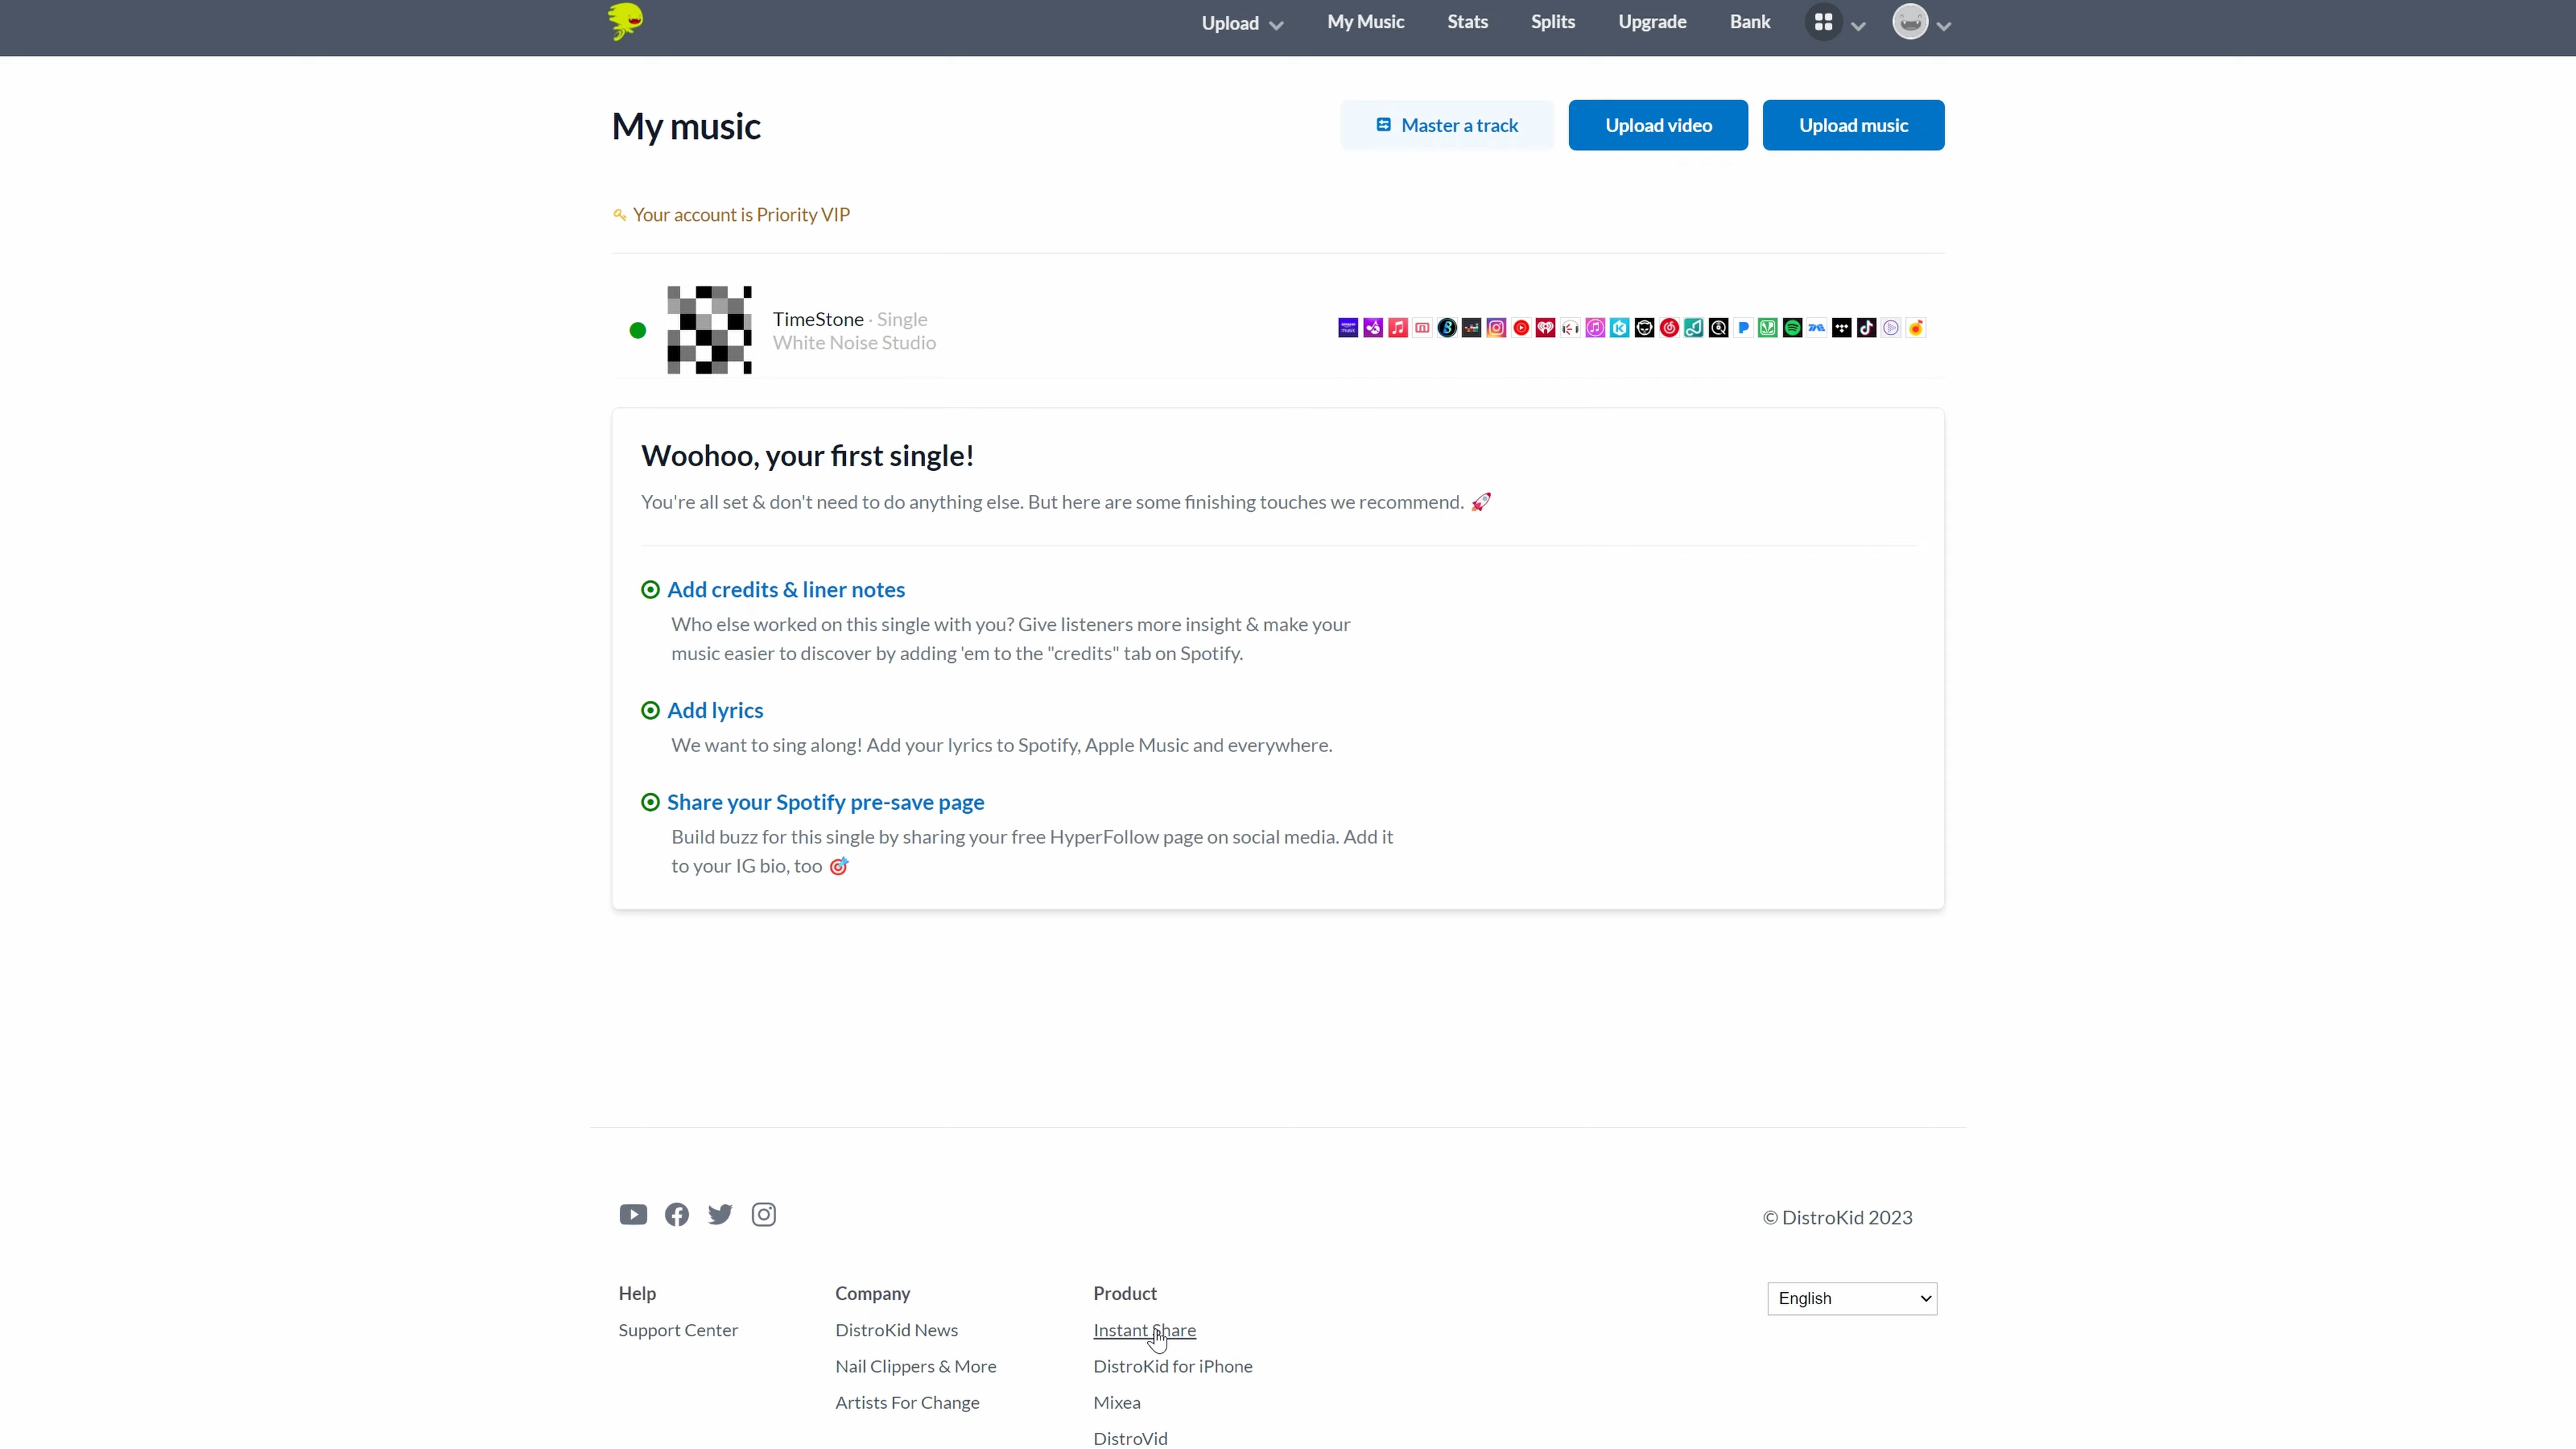 Upload
My Music
Stats
Splits
Upgrade
Bank
My music
Master a track
Upload video
Upload music
Your account is Priority VIP
TimeStone · Single
White Noise Studio
Woohoo, your first single!
You're all set & don't need to do anything else. But here are some finishing touches we recommend. 🚀
Add credits & liner notes
Who else worked on this single with you? Give listeners more insight & make your
music easier to discover by adding 'em to the "credits" tab on Spotify.
Add lyrics
We want to sing along! Add your lyrics to Spotify, Apple Music and everywhere.
Share your Spotify pre-save page
Build buzz for this single by sharing your free HyperFollow page on social media. Add it
to your IG bio, too 🎯
© DistroKid 2023
Help
Support Center
Company
DistroKid News
Nail Clippers & More
Artists For Change
Product
Instant Share
DistroKid for iPhone
Mixea
DistroVid
English